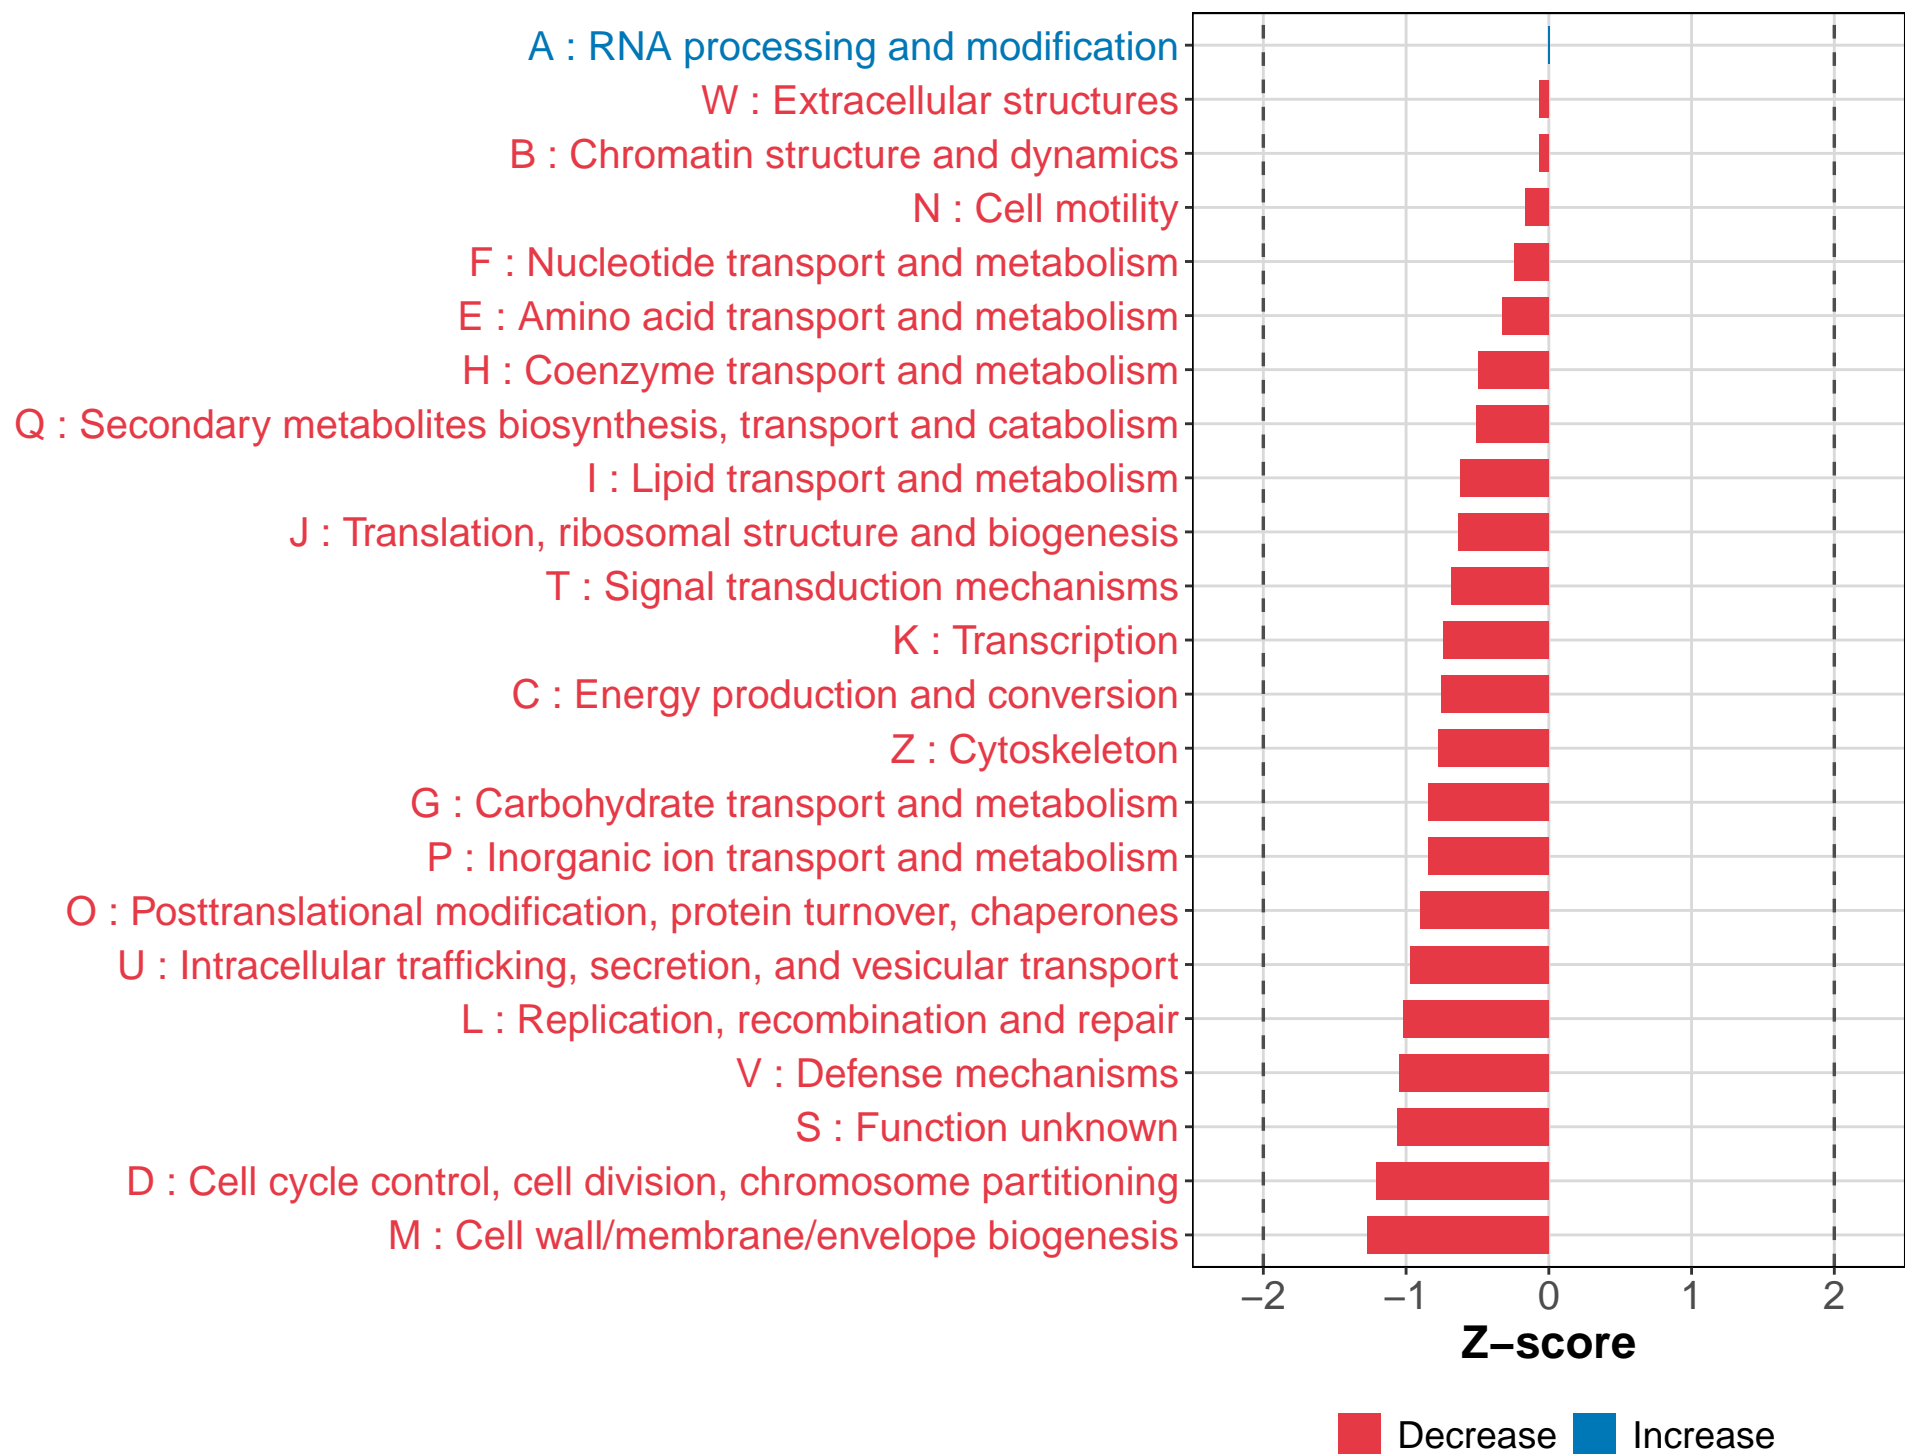 A : RNA processing and modification
W : Extracellular structures
B : Chromatin structure and dynamics
N : Cell motility
F : Nucleotide transport and metabolism
E : Amino acid transport and metabolism
H : Coenzyme transport and metabolism
Q : Secondary metabolites biosynthesis, transport and catabolism
I : Lipid transport and metabolism
J : Translation, ribosomal structure and biogenesis
T : Signal transduction mechanisms
K : Transcription
C : Energy production and conversion
Z : Cytoskeleton
G : Carbohydrate transport and metabolism
P : Inorganic ion transport and metabolism
O : Posttranslational modification, protein turnover, chaperones
U : Intracellular trafficking, secretion, and vesicular transport
L : Replication, recombination and repair
V : Defense mechanisms
S : Function unknown
D : Cell cycle control, cell division, chromosome partitioning
M : Cell wall/membrane/envelope biogenesis
−2 −1 0 1 2
Z−score
Decrease Increase